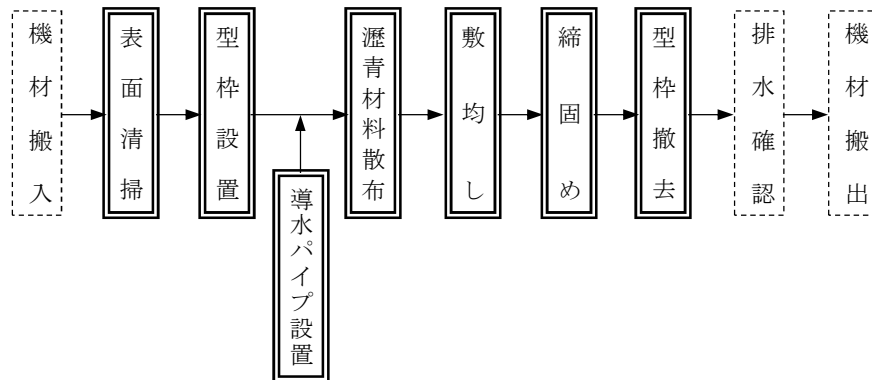 機材搬入
表面清掃
型枠設置
導水パイプ設置
瀝青材料散布
敷均し
締固め
型枠撤去
排水確認
機材搬出